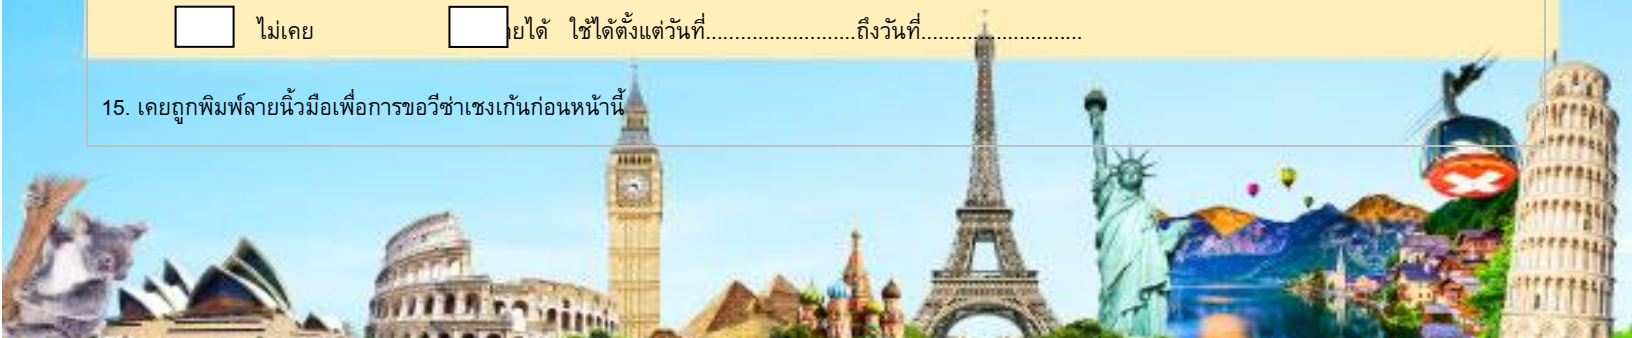 ไม่เคย ยได้ ใช้ได้ตั้งแต่วันที่..........................ถึงวันที่............................
15. เคยถูกพิมพ์ลายนิ้วมือเพื่อการขอวีซ่าเชงเก้นก่อนหน้านี้